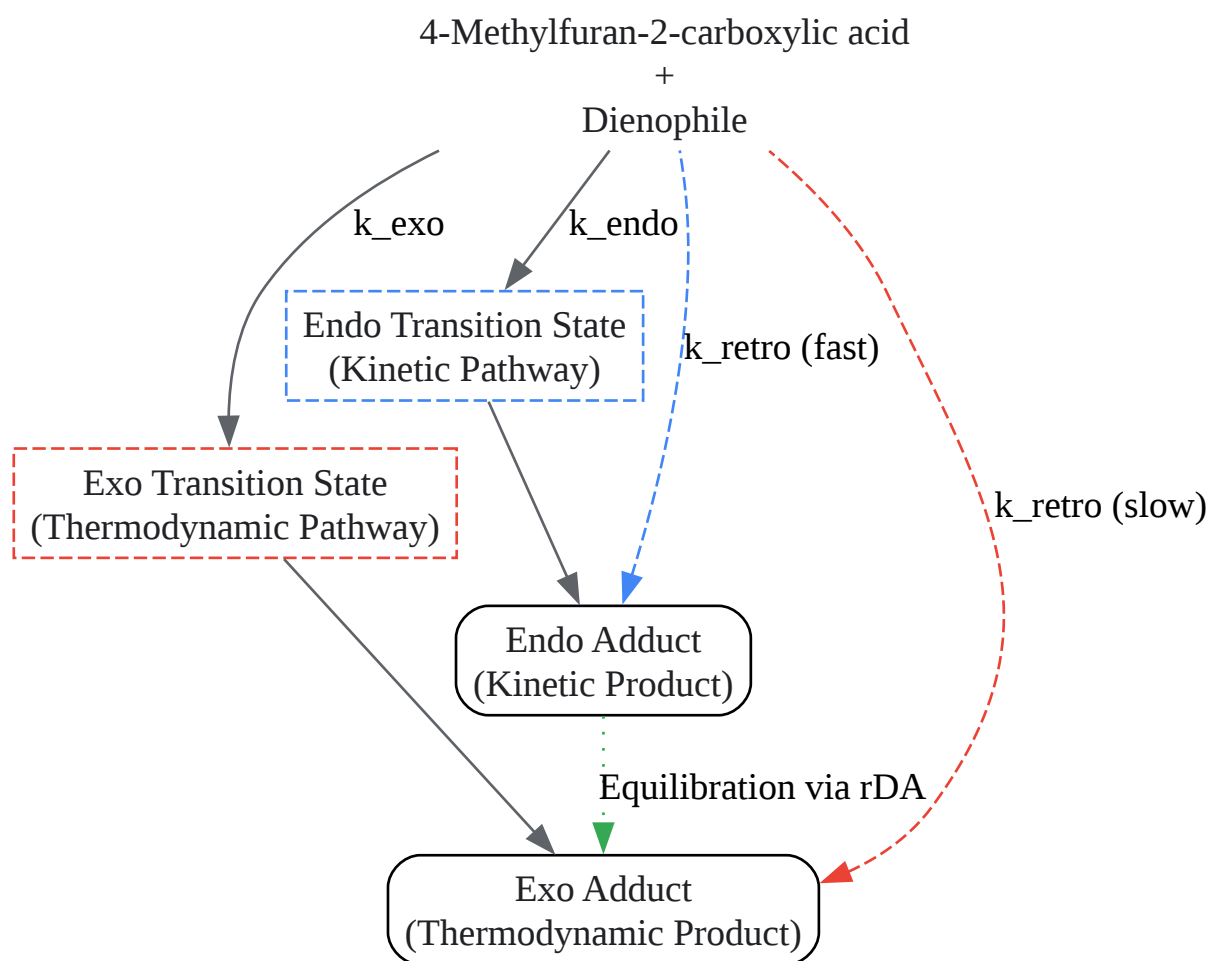 4-Methylfuran-2-carboxylic acid
+
Dienophile
k_exo
k_endo
Endo Transition State
(Kinetic Pathway)
k_retro (fast)
Exo Transition State
(Thermodynamic Pathway)
k_retro (slow)
Endo Adduct
(Kinetic Product)
Equilibration via rDA
Exo Adduct
(Thermodynamic Product)